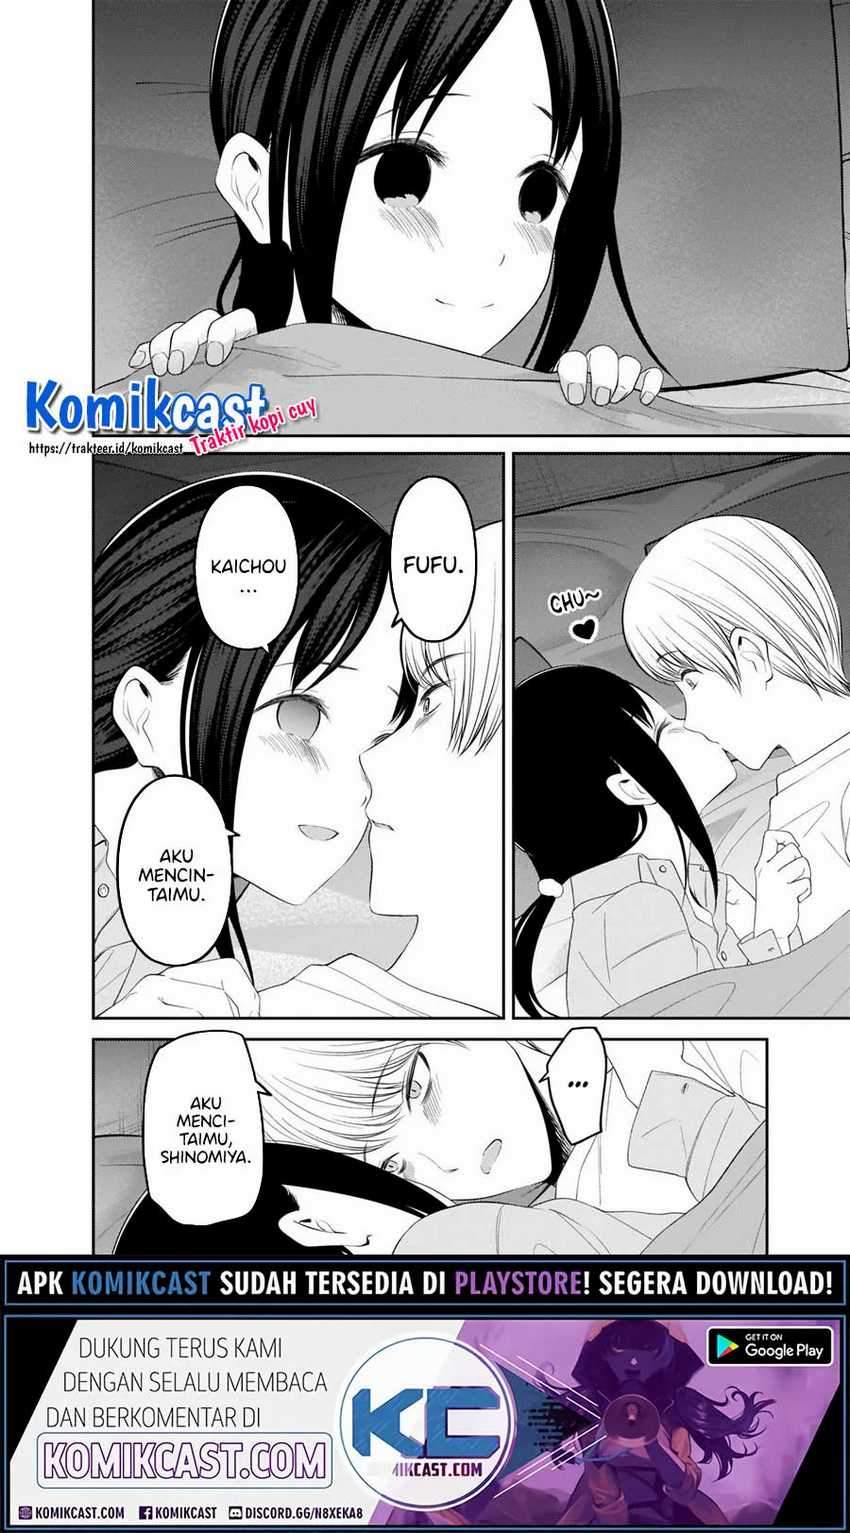 Komikcast
Traktir kopi cuy
https://trakteer.id/komikcast
CHU~
FUFU.
KAICHOU
...
AKU
MENCIN-
TAIMU.
...
AKU
MENCI-
TAIMU,
SHINOMIYA.
APK KOMIKCAST SUDAH TERSEDIA DI PLAYSTORE! SEGERA DOWNLOAD!
DUKUNG TERUS KAMI
DENGAN SELALU MEMBACA
DAN BERKOMENTAR DI
KOMIKCAST.COM
KC
KOMIKCAST.COM
GET IT ON
Google Play
KOMIKCAST.COM KOMIKCAST DISCORD.GG/N8XEKA8